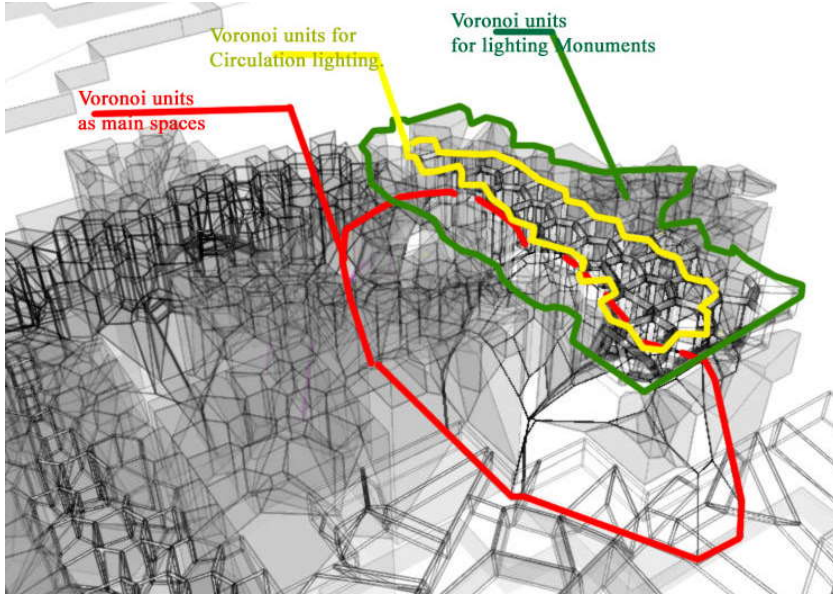 Voronoi units for
Circulation lighting.
Voronoi units
for lighting Monuments
Voronoi units
as main spaces